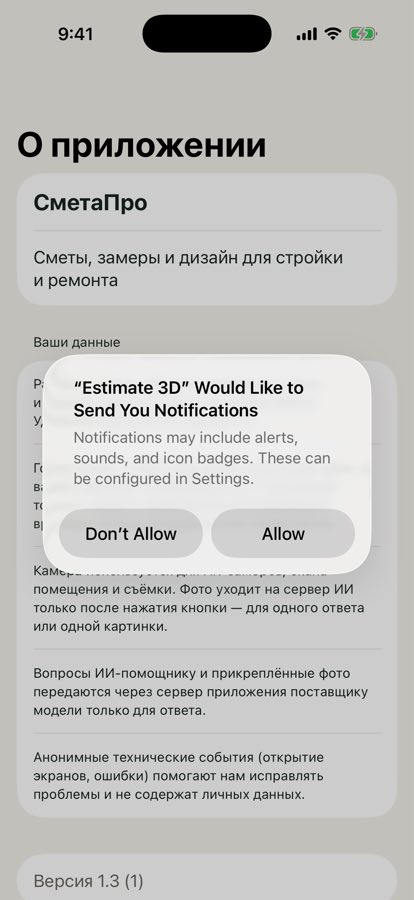 9:41
О приложении
СметаПро
Сметы, замеры и дизайн для стройки
и ремонта
Ваши данные
“Estimate 3D” Would Like to
Send You Notifications
Notifications may include alerts,
sounds, and icon badges. These can
be configured in Settings.
Don’t Allow
Allow
помещения и съёмки. Фото уходит на сервер ИИ
только после нажатия кнопки — для одного ответа
или одной картинки.
Вопросы ИИ-помощнику и прикреплённые фото
передаются через сервер приложения поставщику
модели только для ответа.
Анонимные технические события (открытие
экранов, ошибки) помогают нам исправлять
проблемы и не содержат личных данных.
Версия 1.3 (1)